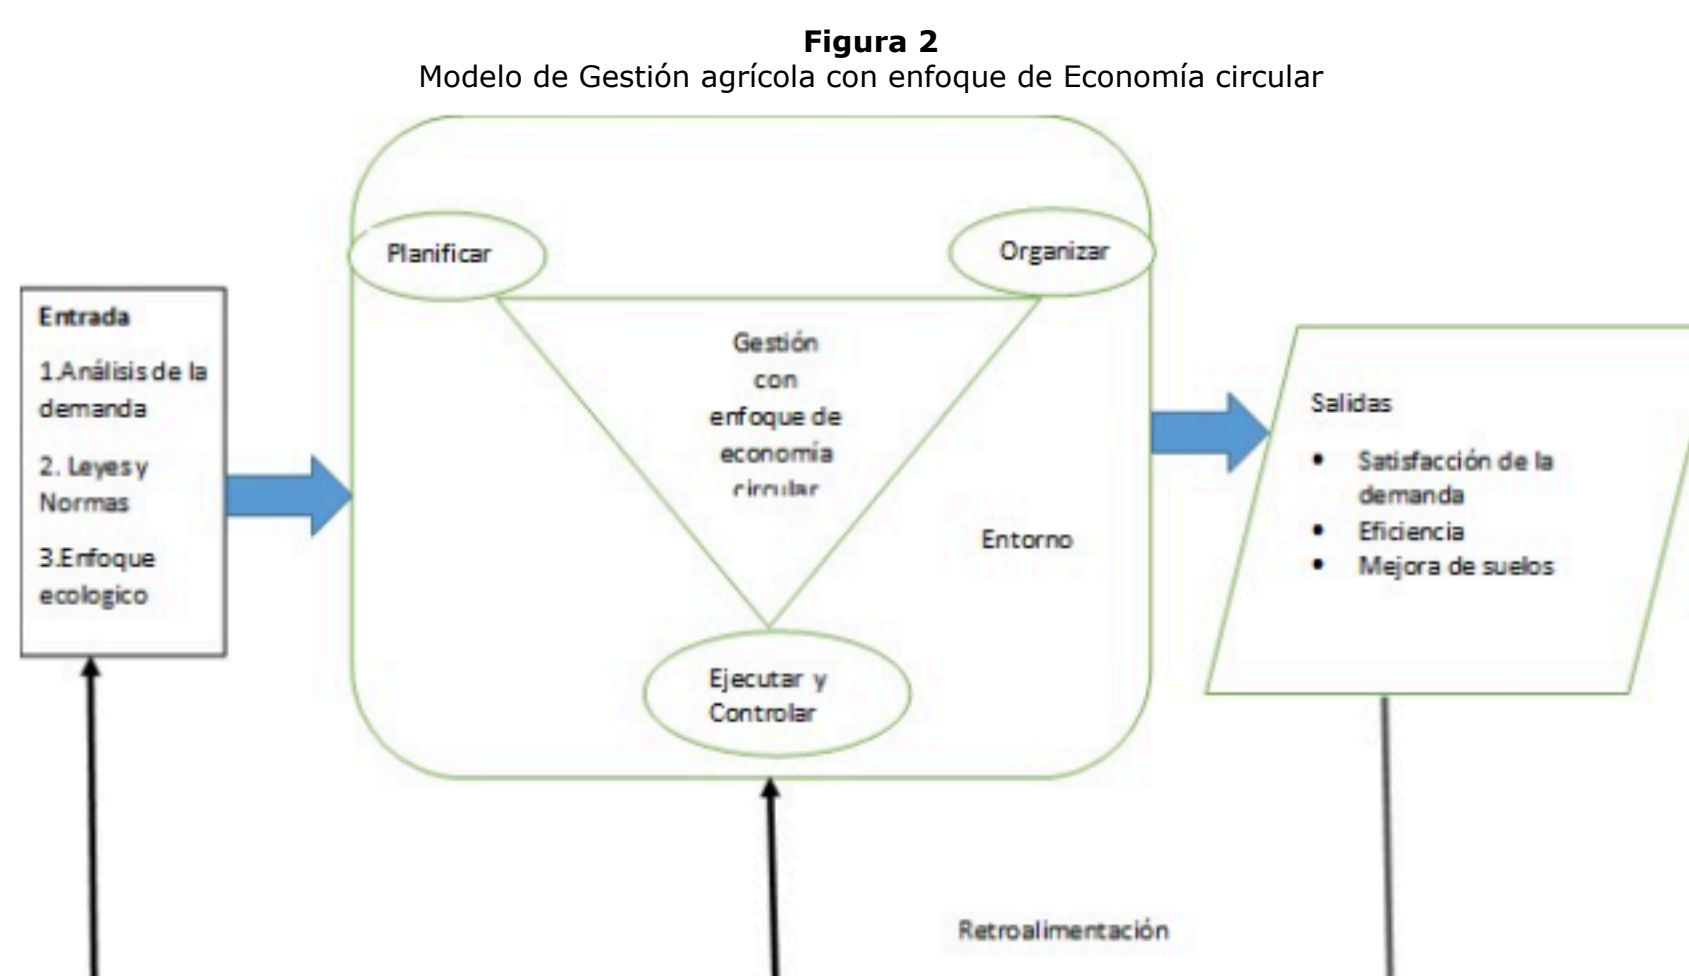 Figura 2
Modelo de Gestión agrícola con enfoque de Economía circular
Planificar
Organizar
Entrada
1.Análisis de la
demanda
2. Leyes y
Normas
3.Enfoque
ecologico
Gestión
con
enfoque de
economía
circular
Entorno
Ejecutar y
Controlar
Salidas
• Satisfacción de la
demanda
• Eficiencia
• Mejora de suelos
Retroalimentación